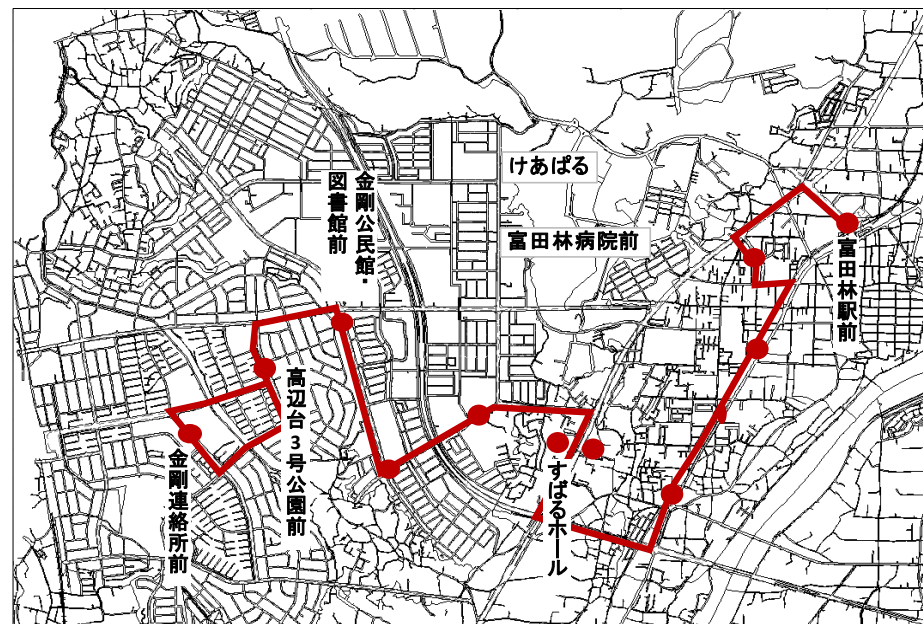 けあぱる
富田林病院前
富田林駅前
金剛公民館・
図書館前
高辺台3号公園前
すばるホール
金剛連絡所前